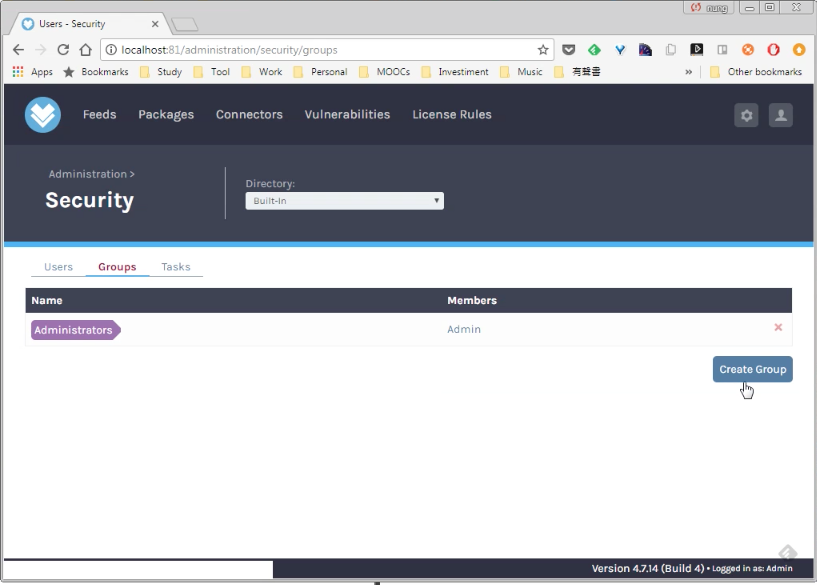 nung
Users - Security
localhost:81/administration/security/groups
Apps Bookmarks Study Tool Work Personal MOOCs Investiment Music 有聲書 » Other bookmarks
Feeds Packages Connectors Vulnerabilities License Rules
Administration >
Security
Directory:
Built-In
Users Groups Tasks
Name Members
Administrators Admin
Create Group
Version 4.7.14 (Build 4) • Logged in as: Admin